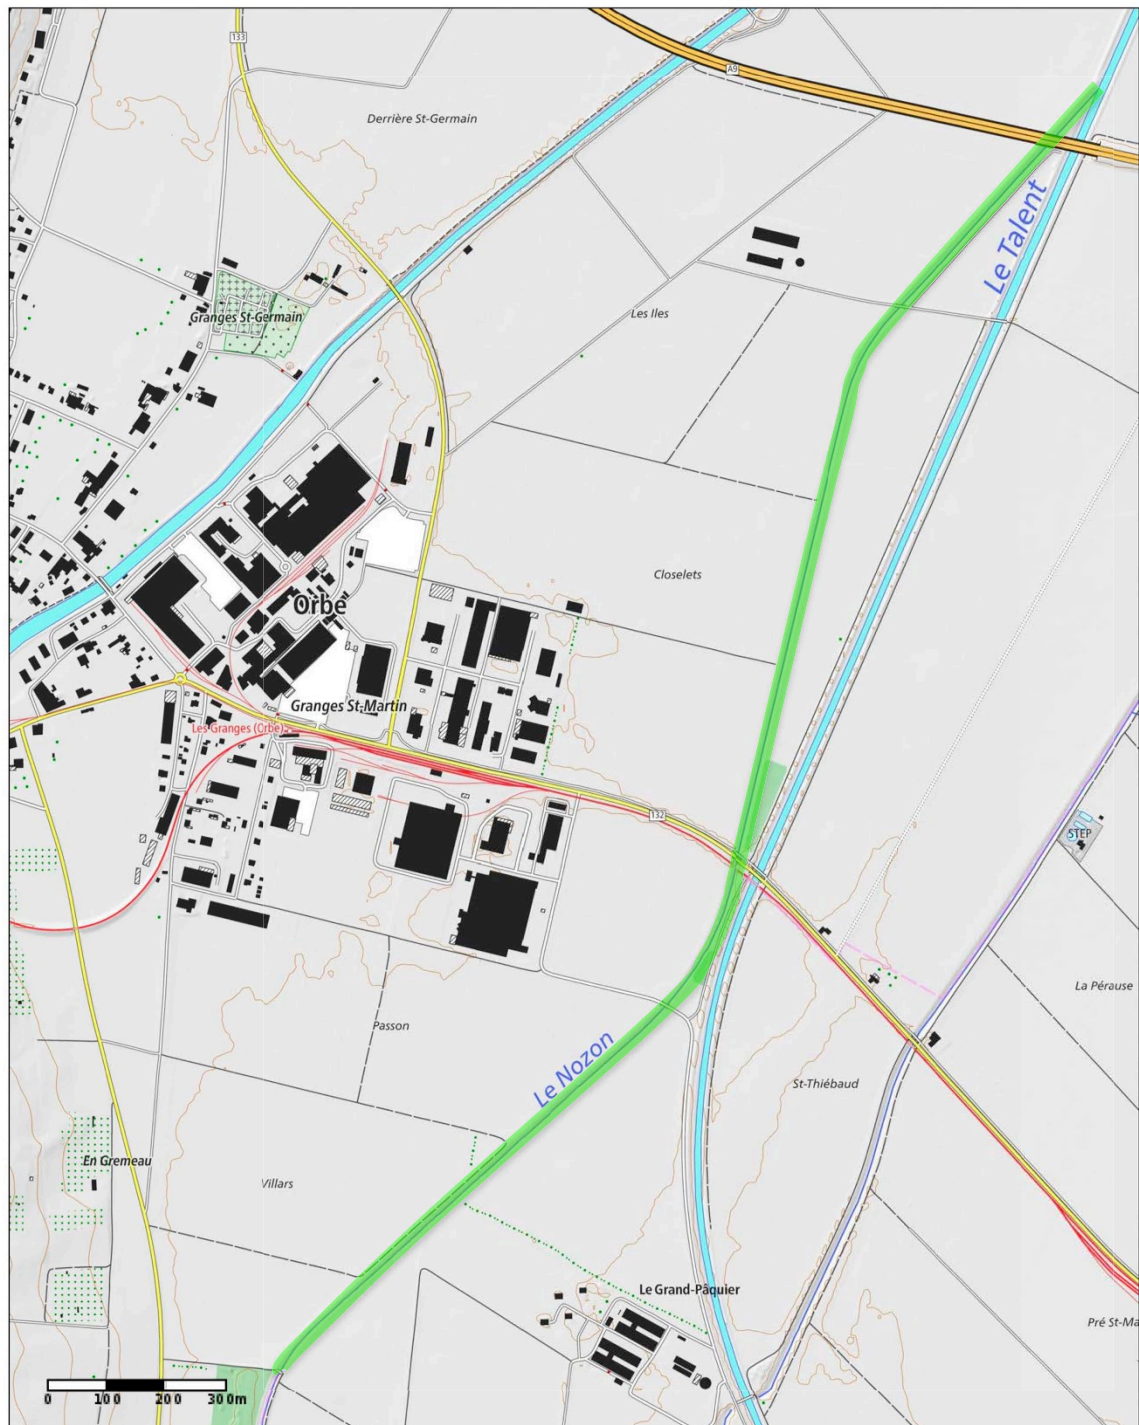 133
A9
Derrière St-Germain
Le Talent
Granges St-Germain
Les Iles
Closelets
Orbe
Granges St-Martin
Les Granges (Orbe)
132
STEP
La Pérause
Passon
Le Nozon
St-Thiébaud
En Gremeau
Villars
Le Grand-Pâquier
Pré St-Ma
0 100 200 300m